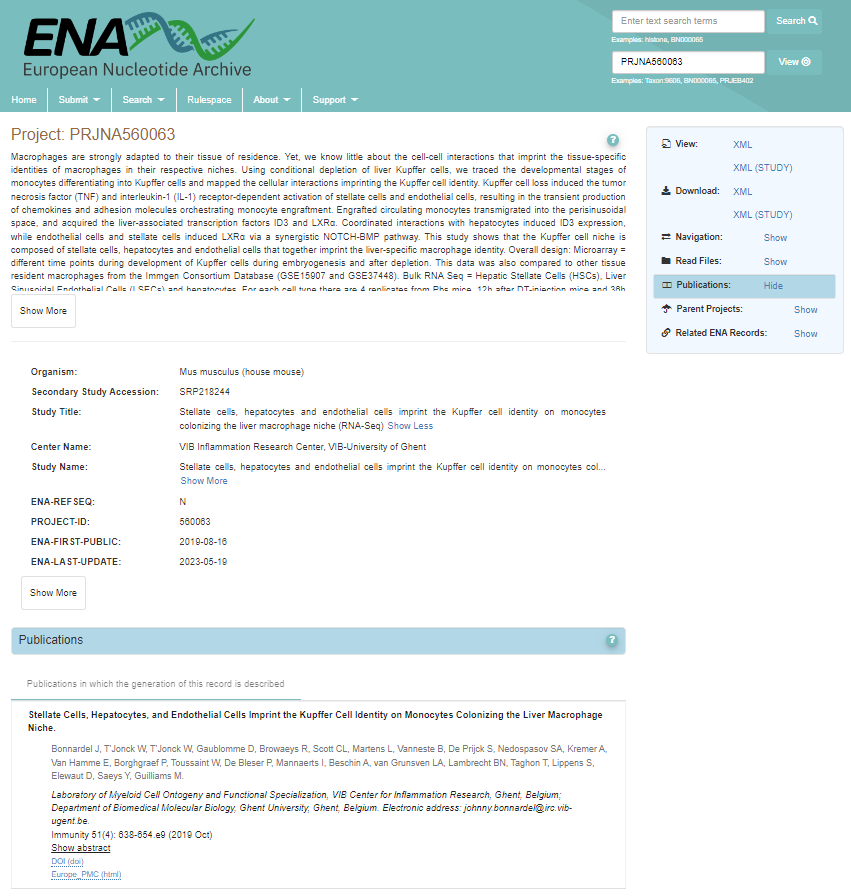 ENA
European Nucleotide Archive
Enter text search terms
Search
Examples: histone, BN000065
PRJNA560063
View
Examples: Taxon:9606, BN000065, PRJEB402
Home
Submit
Search
Rulespace
About
Support
Project: PRJNA560063
?
Macrophages are strongly adapted to their tissue of residence. Yet, we know little about the cell-cell interactions that imprint the tissue-specific
identities of macrophages in their respective niches. Using conditional depletion of liver Kupffer cells, we traced the developmental stages of
monocytes differentiating into Kupffer cells and mapped the cellular interactions imprinting the Kupffer cell identity. Kupffer cell loss induced the tumor
necrosis factor (TNF) and interleukin-1 (IL-1) receptor-dependent activation of stellate cells and endothelial cells, resulting in the transient production
of chemokines and adhesion molecules orchestrating monocyte engraftment. Engrafted circulating monocytes transmigrated into the perisinusoidal
space, and acquired the liver-associated transcription factors ID3 and LXRα. Coordinated interactions with hepatocytes induced ID3 expression,
while endothelial cells and stellate cells induced LXRα via a synergistic NOTCH-BMP pathway. This study shows that the Kupffer cell niche is
composed of stellate cells, hepatocytes and endothelial cells that together imprint the liver-specific macrophage identity. Overall design: Microarray =
different time points during development of Kupffer cells during embryogenesis and after depletion. This data was also compared to other tissue
resident macrophages from the Immgen Consortium Database (GSE15907 and GSE37448). Bulk RNA Seq = Hepatic Stellate Cells (HSCs), Liver
Sinusoidal Endothelial Cells (LSECs) and hepatocytes. For each cell type there are 4 replicates from Pbs mice, 12h after DT-injection mice and 36h
Show More
View:
XML
XML (STUDY)
Download:
XML
XML (STUDY)
Navigation:
Show
Read Files:
Show
Publications:
Hide
Parent Projects:
Show
Related ENA Records:
Show
Organism:
Mus musculus (house mouse)
Secondary Study Accession:
SRP218244
Study Title:
Stellate cells, hepatocytes and endothelial cells imprint the Kupffer cell identity on monocytes
colonizing the liver macrophage niche (RNA-Seq) Show Less
Center Name:
VIB Inflammation Research Center, VIB-University of Ghent
Study Name:
Stellate cells, hepatocytes and endothelial cells imprint the Kupffer cell identity on monocytes col...
Show More
ENA-REFSEQ:
N
PROJECT-ID:
560063
ENA-FIRST-PUBLIC:
2019-08-16
ENA-LAST-UPDATE:
2023-05-19
Show More
Publications
?
Publications in which the generation of this record is described
Stellate Cells, Hepatocytes, and Endothelial Cells Imprint the Kupffer Cell Identity on Monocytes Colonizing the Liver Macrophage
Niche.
Bonnardel J, T'Jonck W, T'Jonck W, Gaublomme D, Browaeys R, Scott CL, Martens L, Vanneste B, De Prijck S, Nedospasov SA, Kremer A,
Van Hamme E, Borghgraef P, Toussaint W, De Bleser P, Mannaerts I, Beschin A, van Grunsven LA, Lambrecht BN, Taghon T, Lippens S,
Elewaut D, Saeys Y, Guilliams M.
Laboratory of Myeloid Cell Ontogeny and Functional Specialization, VIB Center for Inflammation Research, Ghent, Belgium;
Department of Biomedical Molecular Biology, Ghent University, Ghent, Belgium. Electronic address: johnny.bonnardel@irc.vib-
ugent.be.
Immunity 51(4): 638-654.e9 (2019 Oct)
Show abstract
DOI (doi)
Europe_PMC (html)